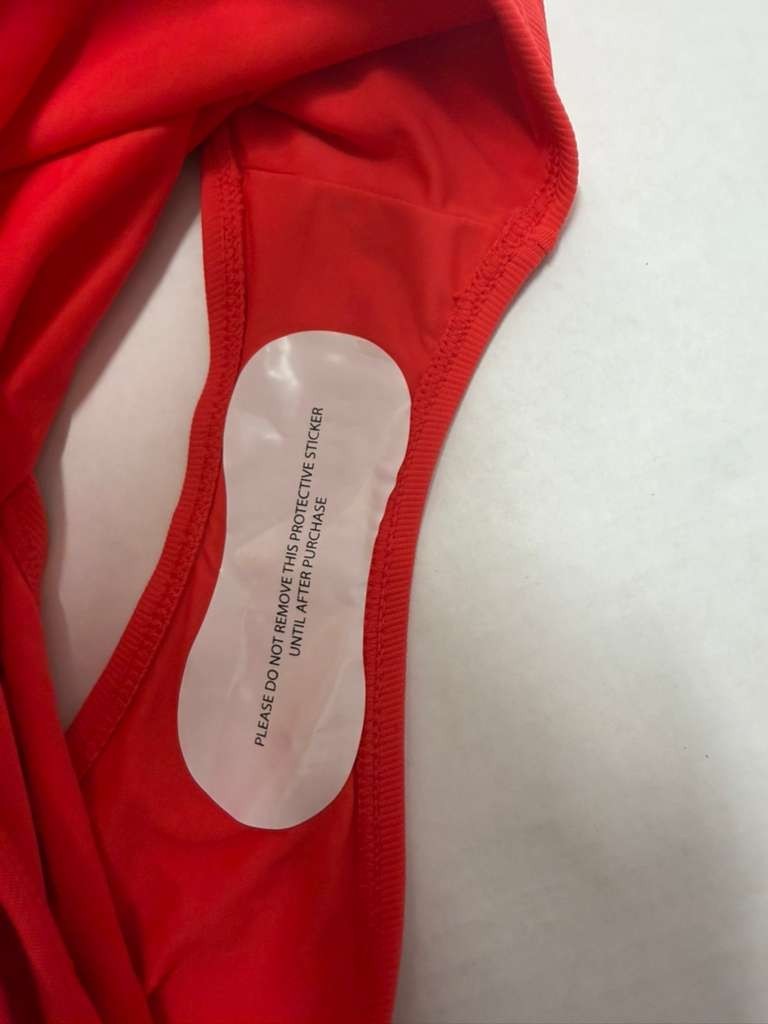 PLEASE DO NOT REMOVE THIS PROTECTIVE STICKER
UNTIL AFTER PURCHASE